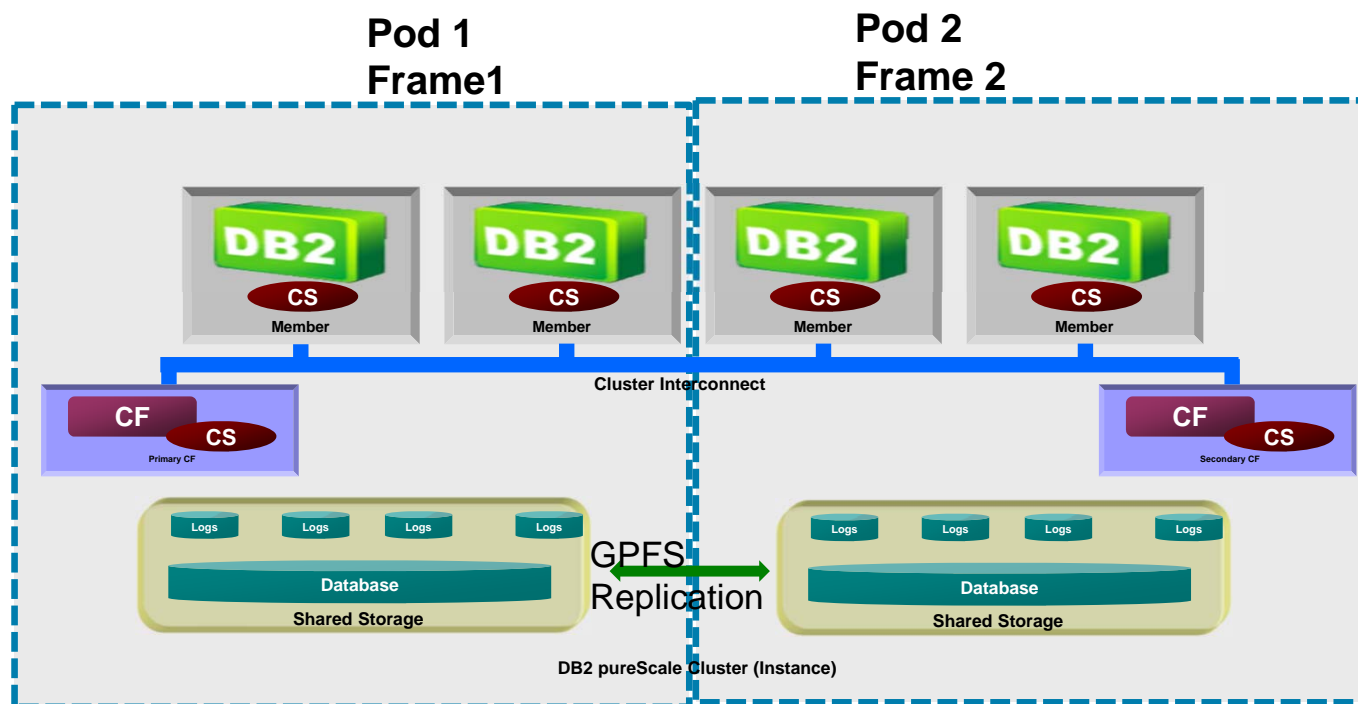 Pod 1
Frame1
Pod 2
Frame 2
DB2
CS
Member
DB2
CS
Member
DB2
CS
Member
DB2
CS
Member
Cluster Interconnect
CF
CS
Primary CF
CF
CS
Secondary CF
Logs
Logs
Logs
Logs
Database
Shared Storage
GPFS
Replication
Logs
Logs
Logs
Logs
Database
Shared Storage
DB2 pureScale Cluster (Instance)